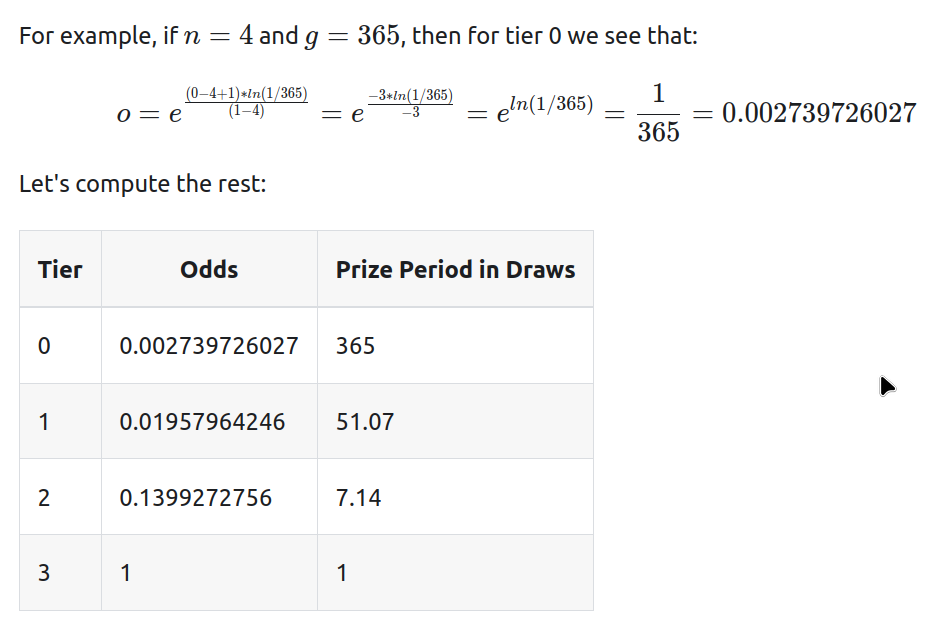 For example, if n = 4 and g = 365, then for tier 0 we see that:
o = e^{\frac{(0-4+1)*ln(1/365)}{(1-4)}} = e^{\frac{-3*ln(1/365)}{-3}} = e^{ln(1/365)} = \frac{1}{365} = 0.002739726027
Let's compute the rest:
Tier Odds Prize Period in Draws
0 0.002739726027 365
1 0.01957964246 51.07
2 0.1399272756 7.14
3 1 1